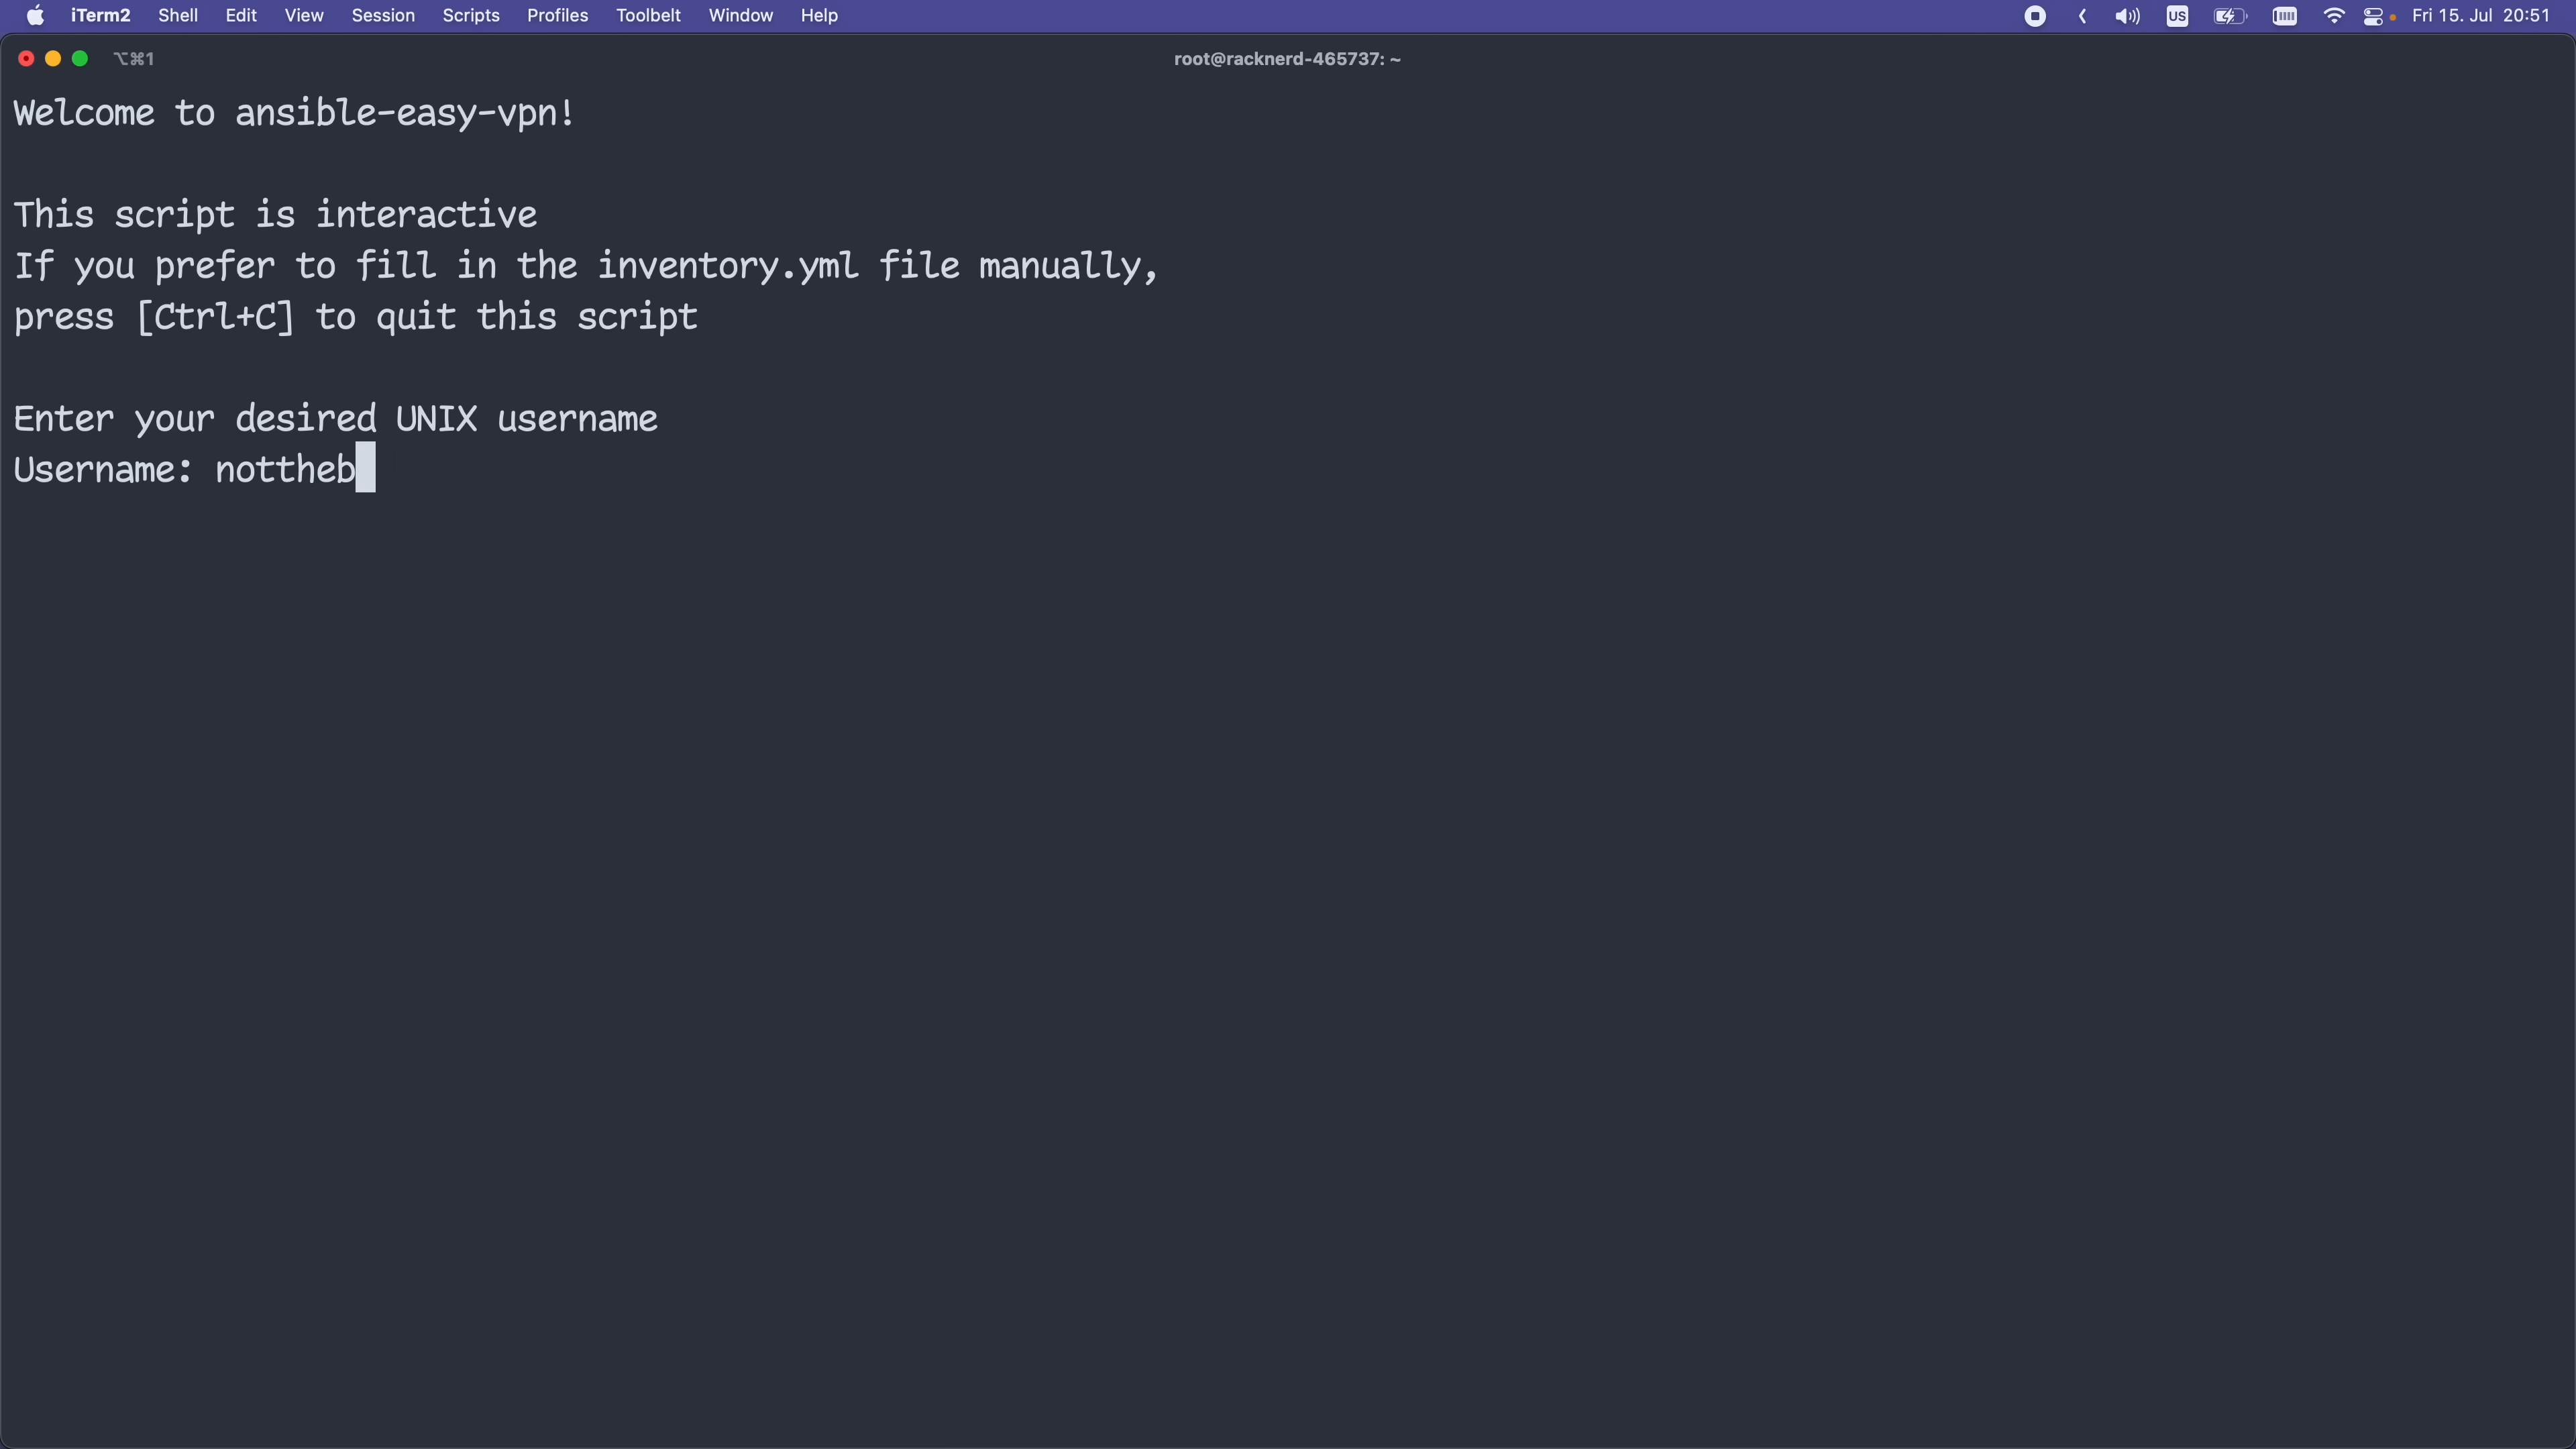 iTerm2 Shell Edit View Session Scripts Profiles Toolbelt Window Help US Fri 15. Jul 20:51
⌥⌘1 root@racknerd-465737: ~
Welcome to ansible-easy-vpn!
This script is interactive
If you prefer to fill in the inventory.yml file manually,
press [Ctrl+C] to quit this script
Enter your desired UNIX username
Username: nottheb